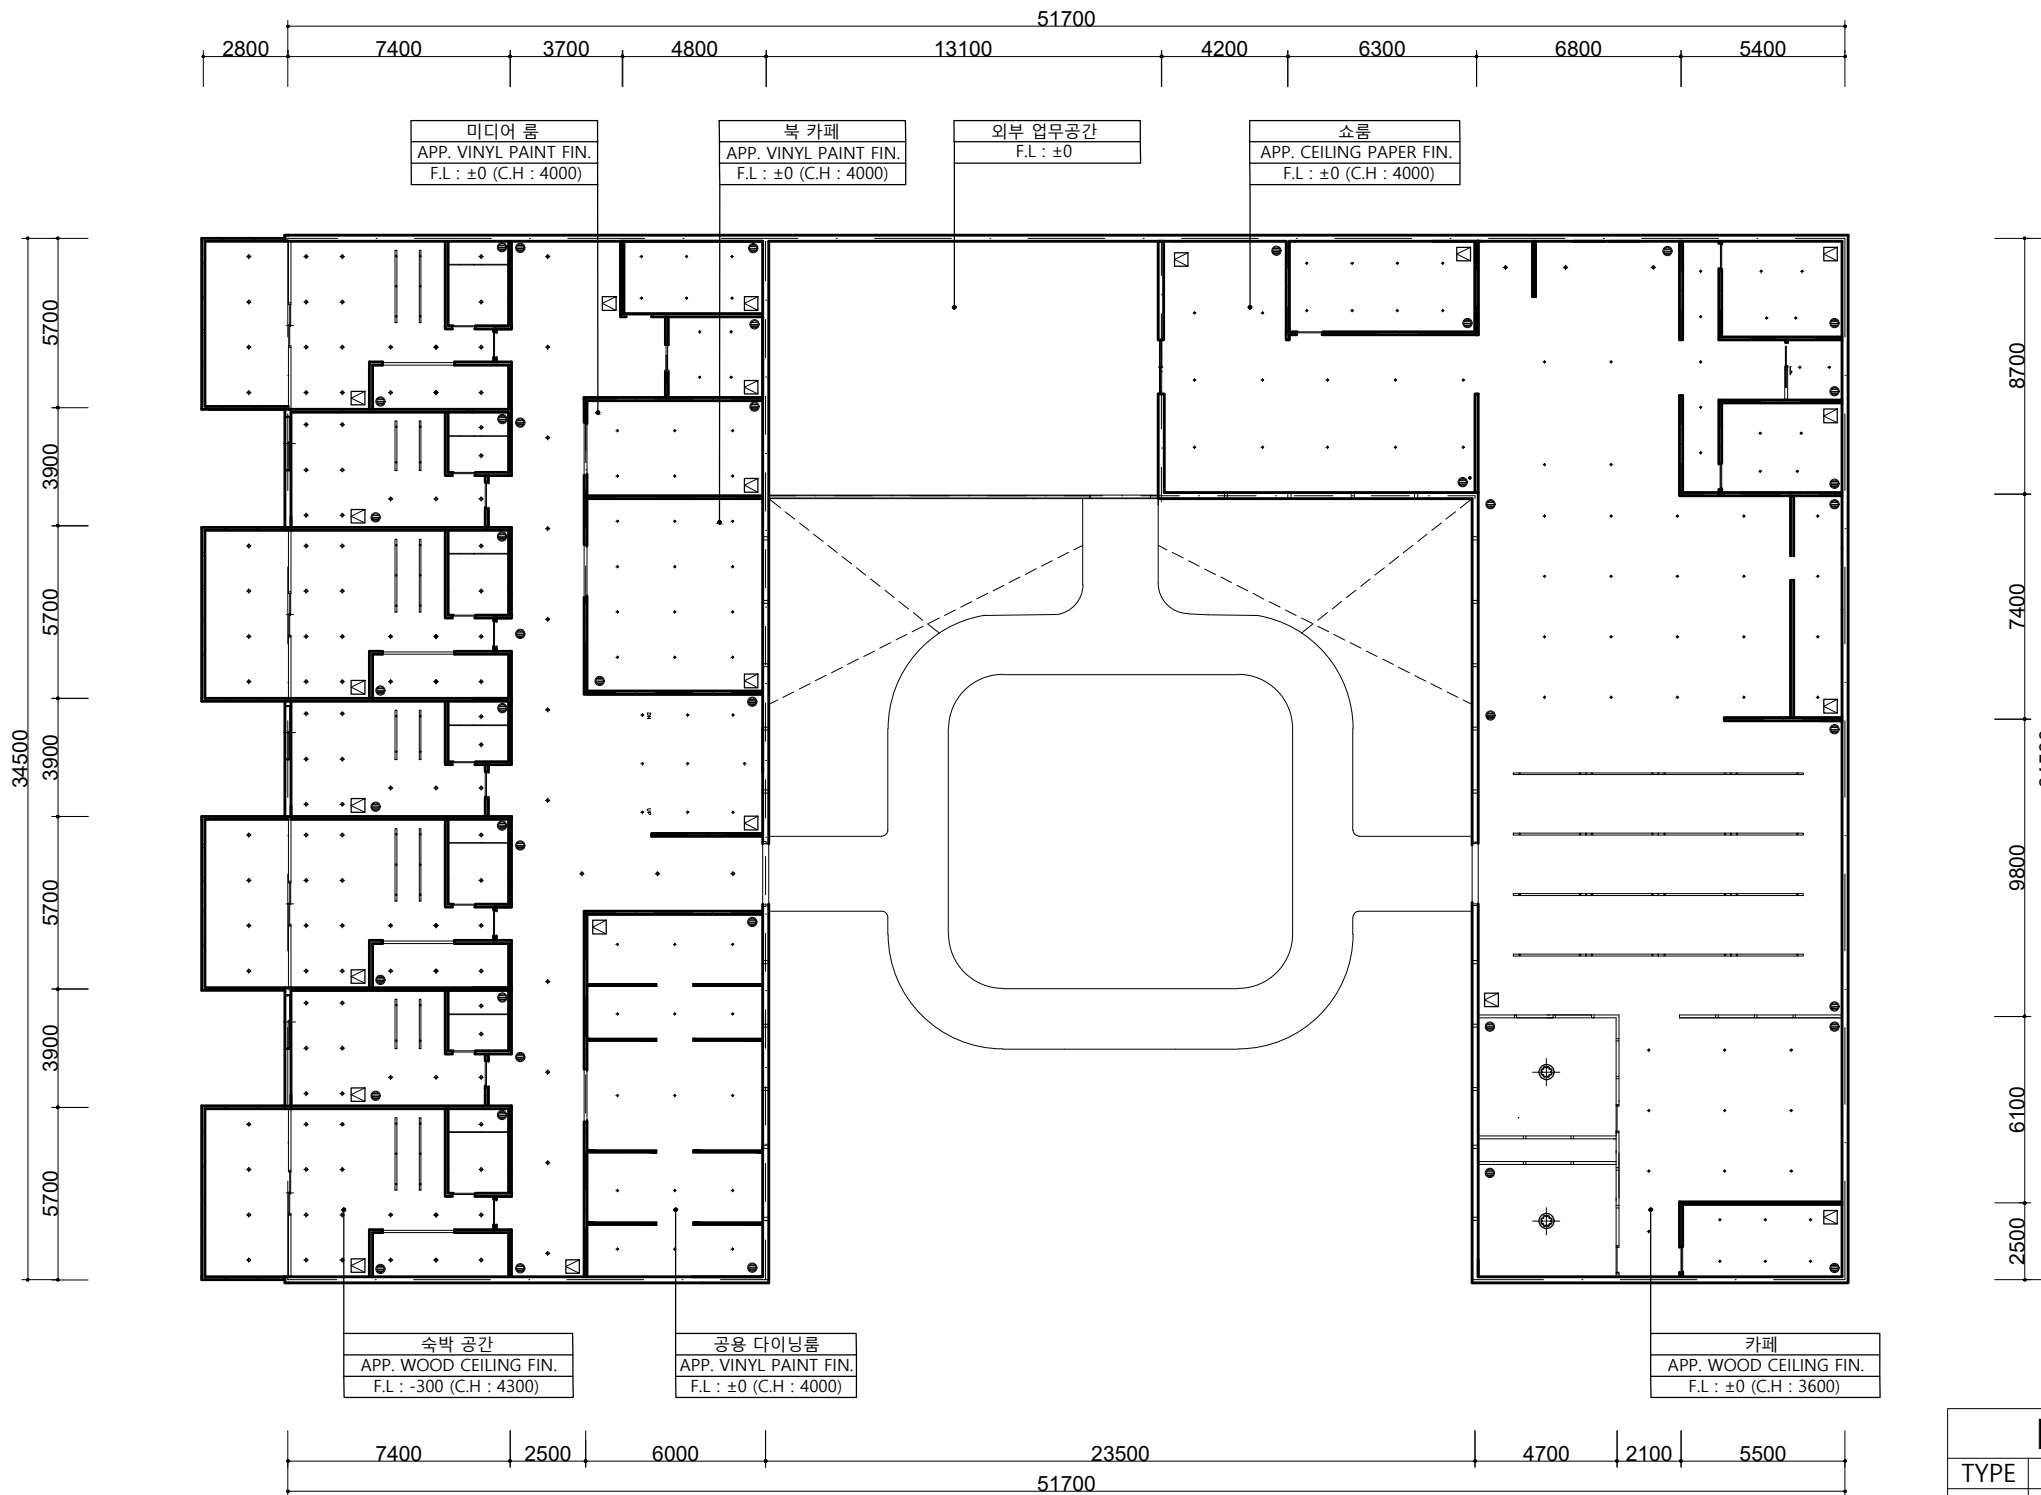 51700
2800 7400 3700 4800 13100 4200 6300 6800 5400
미디어 룸
APP. VINYL PAINT FIN.
F.L : ±0 (C.H : 4000)
북 카페
APP. VINYL PAINT FIN.
F.L : ±0 (C.H : 4000)
외부 업무공간
F.L : ±0
쇼룸
APP. CEILING PAPER FIN.
F.L : ±0 (C.H : 4000)
34500
5700
3900
5700
3900
5700
3900
5700
8700
7400
9800
6100
2500
숙박 공간
APP. WOOD CEILING FIN.
F.L : -300 (C.H : 4300)
공용 다이닝룸
APP. VINYL PAINT FIN.
F.L : ±0 (C.H : 4000)
카페
APP. WOOD CEILING FIN.
F.L : ±0 (C.H : 3600)
7400 2500 6000 23500 4700 2100 5500
51700
TYPE